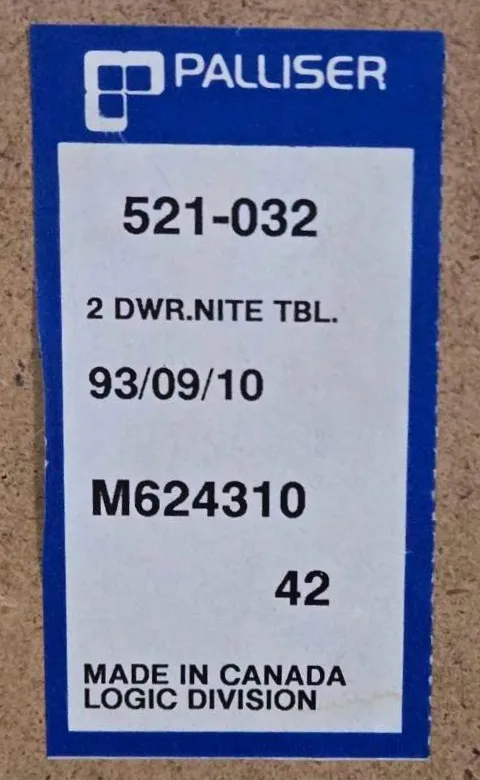 PALLISER
521-032
2 DWR.NITE TBL.
93/09/10
M624310
42
MADE IN CANADA
LOGIC DIVISION